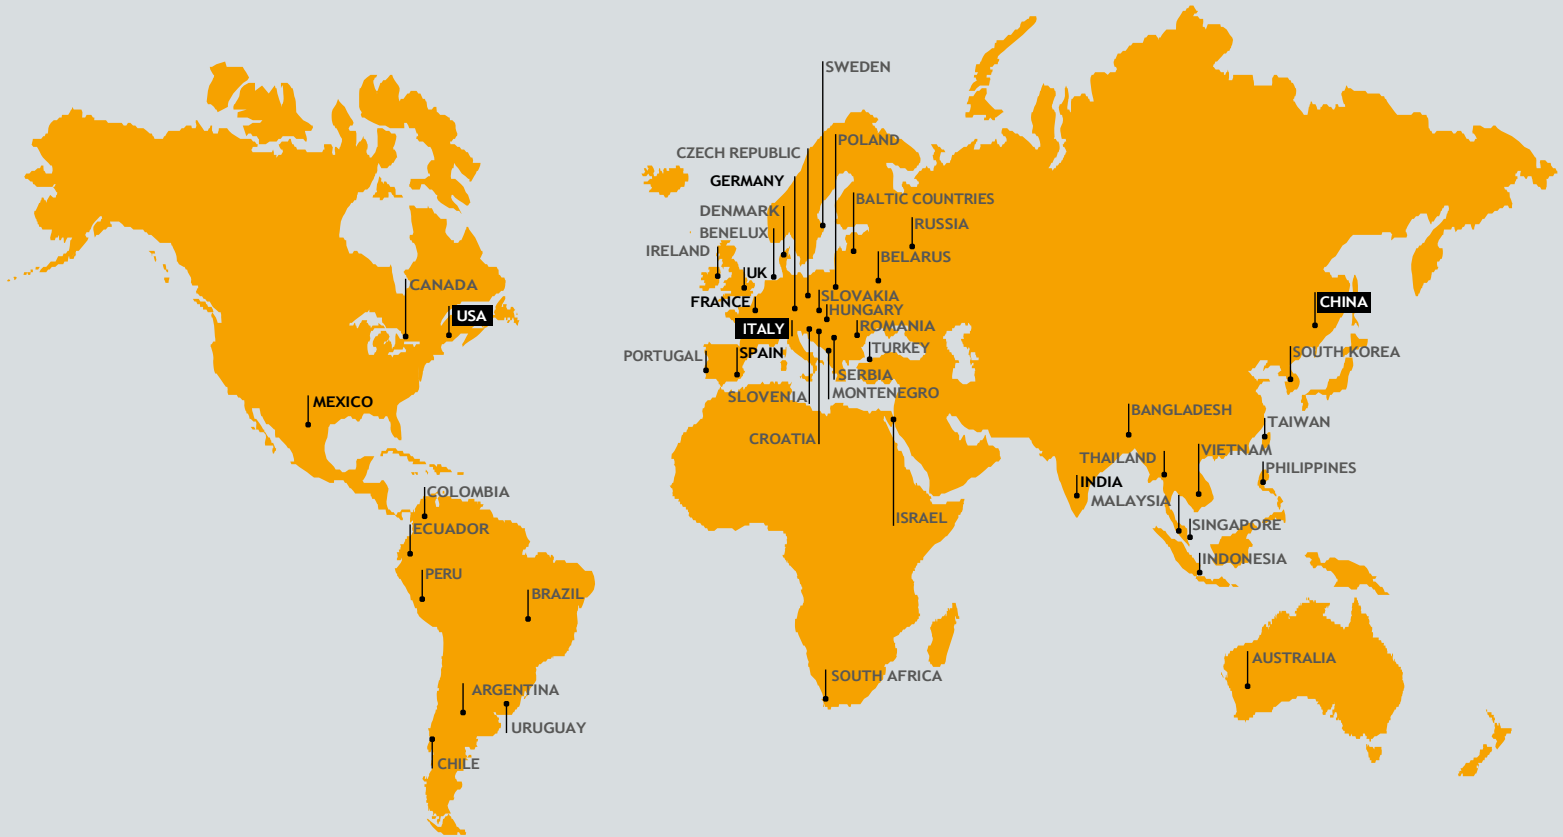 SWEDEN
POLAND
CZECH REPUBLIC
GERMANY
BALTIC COUNTRIES
DENMARK
RUSSIA
BENELUX
IRELAND
BELARUS
UK
CANADA
SLOVAKIA
FRANCE
CHINA
HUNGARY
USA
ITALY
ROMANIA
TURKEY
SOUTH KOREA
PORTUGAL
SPAIN
SERBIA
MONTENEGRO
SLOVENIA
MEXICO
BANGLADESH
TAIWAN
CROATIA
VIETNAM
THAILAND
PHILIPPINES
INDIA
COLOMBIA
MALAYSIA
ISRAEL
SINGAPORE
ECUADOR
INDONESIA
PERU
BRAZIL
AUSTRALIA
SOUTH AFRICA
ARGENTINA
URUGUAY
CHILE